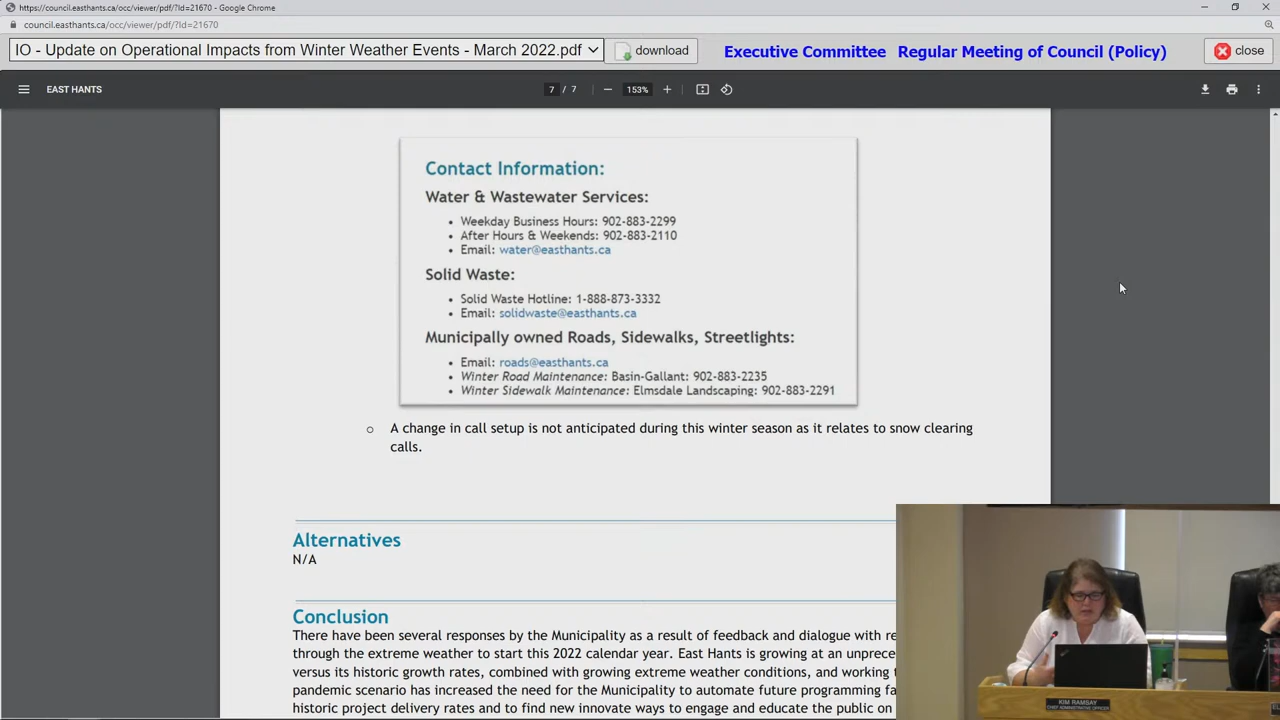 https://council.easthants.ca/occ/viewer/pdf/?Id=21670 - Google Chrome
council.easthants.ca/occ/viewer/pdf/?Id=21670
IO - Update on Operational Impacts from Winter Weather Events - March 2022.pdf
download
Executive Committee Regular Meeting of Council (Policy)
close
EAST HANTS
7 / 7
153%
Contact Information:
Water & Wastewater Services:
• Weekday Business Hours: 902-883-2299
• After Hours & Weekends: 902-883-2110
• Email: water@easthants.ca
Solid Waste:
• Solid Waste Hotline: 1-888-873-3332
• Email: solidwaste@easthants.ca
Municipally owned Roads, Sidewalks, Streetlights:
• Email: roads@easthants.ca
• Winter Road Maintenance: Basin-Gallant: 902-883-2235
• Winter Sidewalk Maintenance: Elmsdale Landscaping: 902-883-2291
o A change in call setup is not anticipated during this winter season as it relates to snow clearing
calls.
Alternatives
N/A
Conclusion
There have been several responses by the Municipality as a result of feedback and dialogue with re
through the extreme weather to start this 2022 calendar year. East Hants is growing at an unprece
versus its historic growth rates, combined with growing extreme weather conditions, and working t
pandemic scenario has increased the need for the Municipality to automate future programming fa
historic project delivery rates and to find new innovate ways to engage and educate the public on
KIM RAMSAY
CHIEF ADMINISTRATIVE OFFICER